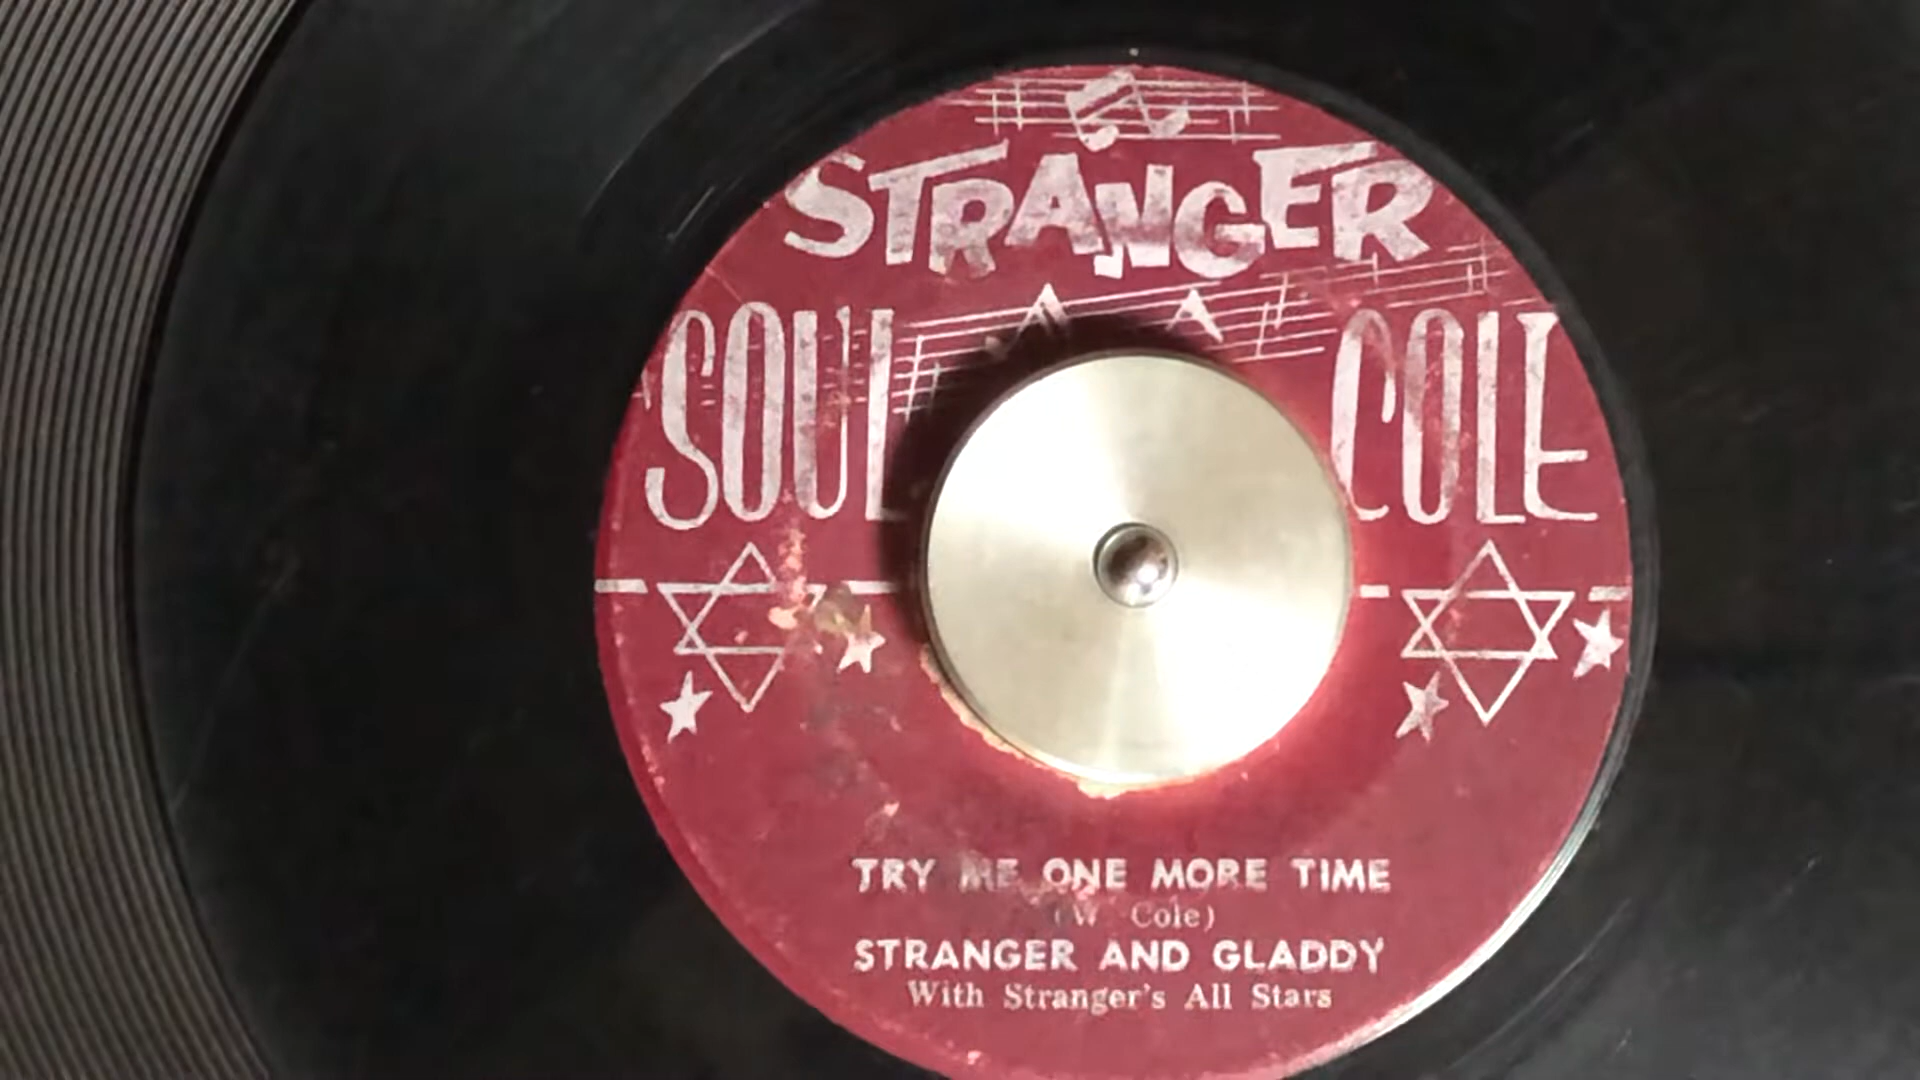 STRANGER
SOUL COLE
TRY ME ONE MORE TIME
(W Cole)
STRANGER AND GLADDY
With Stranger's All Stars